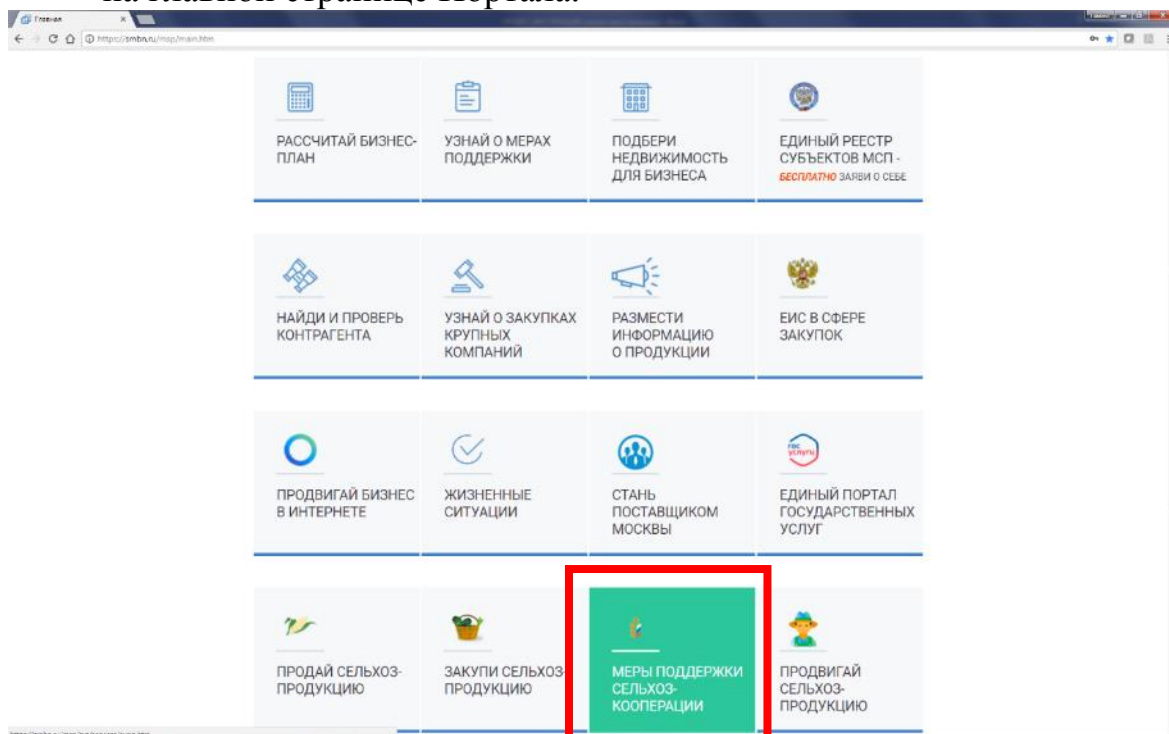 на главной странице Портала.
Главная
https://smbn.ru/msp/main.htm
РАССЧИТАЙ БИЗНЕС-
ПЛАН
УЗНАЙ О МЕРАХ
ПОДДЕРЖКИ
ПОДБЕРИ
НЕДВИЖИМОСТЬ
ДЛЯ БИЗНЕСА
ЕДИНЫЙ РЕЕСТР
СУБЪЕКТОВ МСП -
БЕСПЛАТНО ЗАЯВИ О СЕБЕ
НАЙДИ И ПРОВЕРЬ
КОНТРАГЕНТА
УЗНАЙ О ЗАКУПКАХ
КРУПНЫХ
КОМПАНИЙ
РАЗМЕСТИ
ИНФОРМАЦИЮ
О ПРОДУКЦИИ
ЕИС В СФЕРЕ
ЗАКУПОК
ПРОДВИГАЙ БИЗНЕС
В ИНТЕРНЕТЕ
ЖИЗНЕННЫЕ
СИТУАЦИИ
СТАНЬ
ПОСТАВЩИКОМ
МОСКВЫ
гос
услуги
ЕДИНЫЙ ПОРТАЛ
ГОСУДАРСТВЕННЫХ
УСЛУГ
ПРОДАЙ СЕЛЬХОЗ-
ПРОДУКЦИЮ
ЗАКУПИ СЕЛЬХОЗ-
ПРОДУКЦИЮ
МЕРЫ ПОДДЕРЖКИ
СЕЛЬХОЗ-
КООПЕРАЦИИ
ПРОДВИГАЙ
СЕЛЬХОЗ-
ПРОДУКЦИЮ